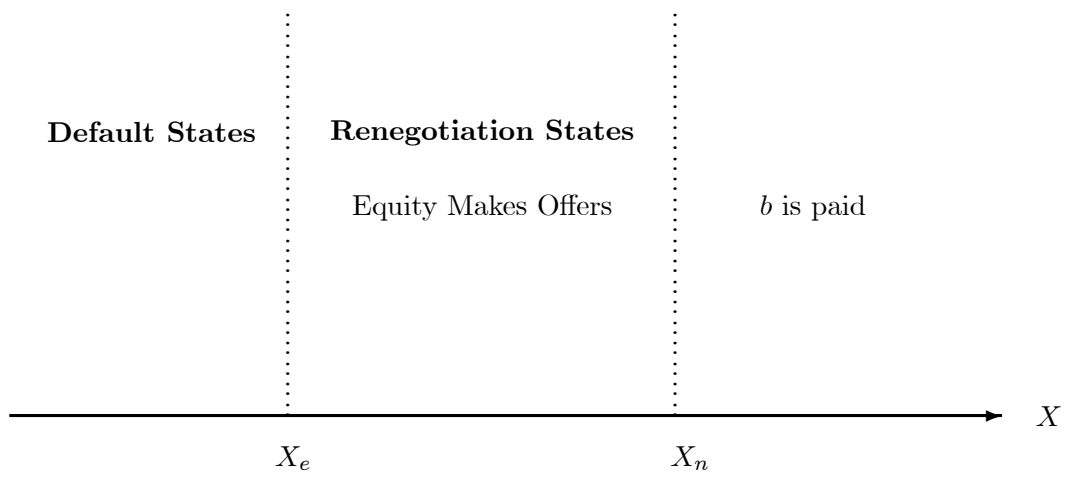 Default States
Renegotiation States
Equity Makes Offers
b is paid
X
X_e
X_n